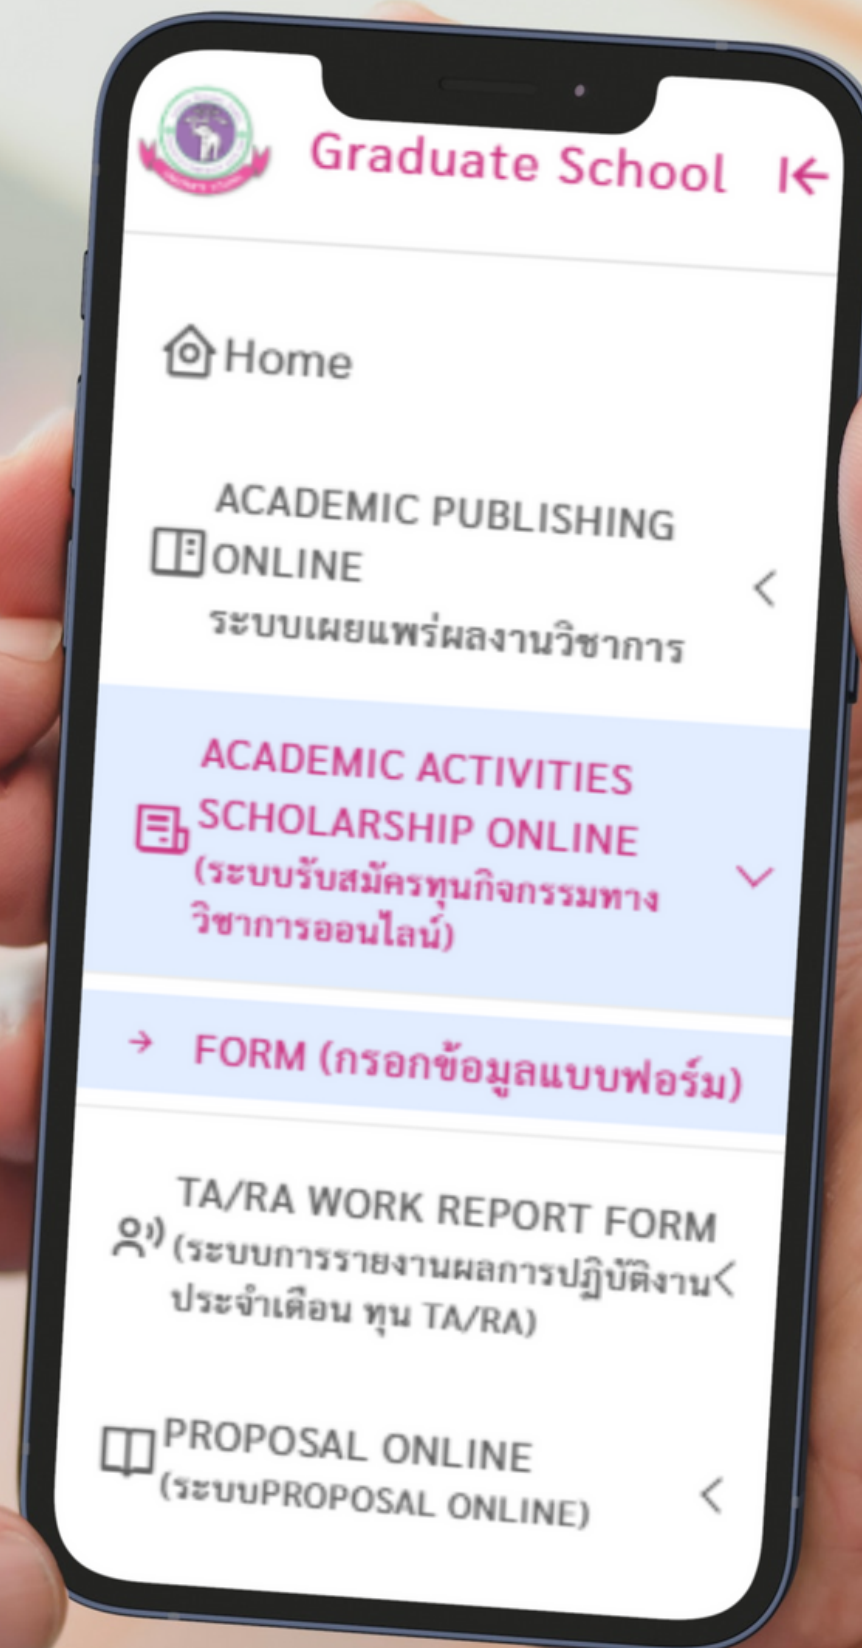 Graduate School
Home
ACADEMIC PUBLISHING
ONLINE
ระบบเผยแพร่ผลงานวิชาการ
ACADEMIC ACTIVITIES
SCHOLARSHIP ONLINE
(ระบบรับสมัครทุนกิจกรรมทาง
วิชาการออนไลน์)
FORM (กรอกข้อมูลแบบฟอร์ม)
TA/RA WORK REPORT FORM
(ระบบการรายงานผลการปฏิบัติงาน
ประจำเดือน ทุน TA/RA)
PROPOSAL ONLINE
(ระบบPROPOSAL ONLINE)